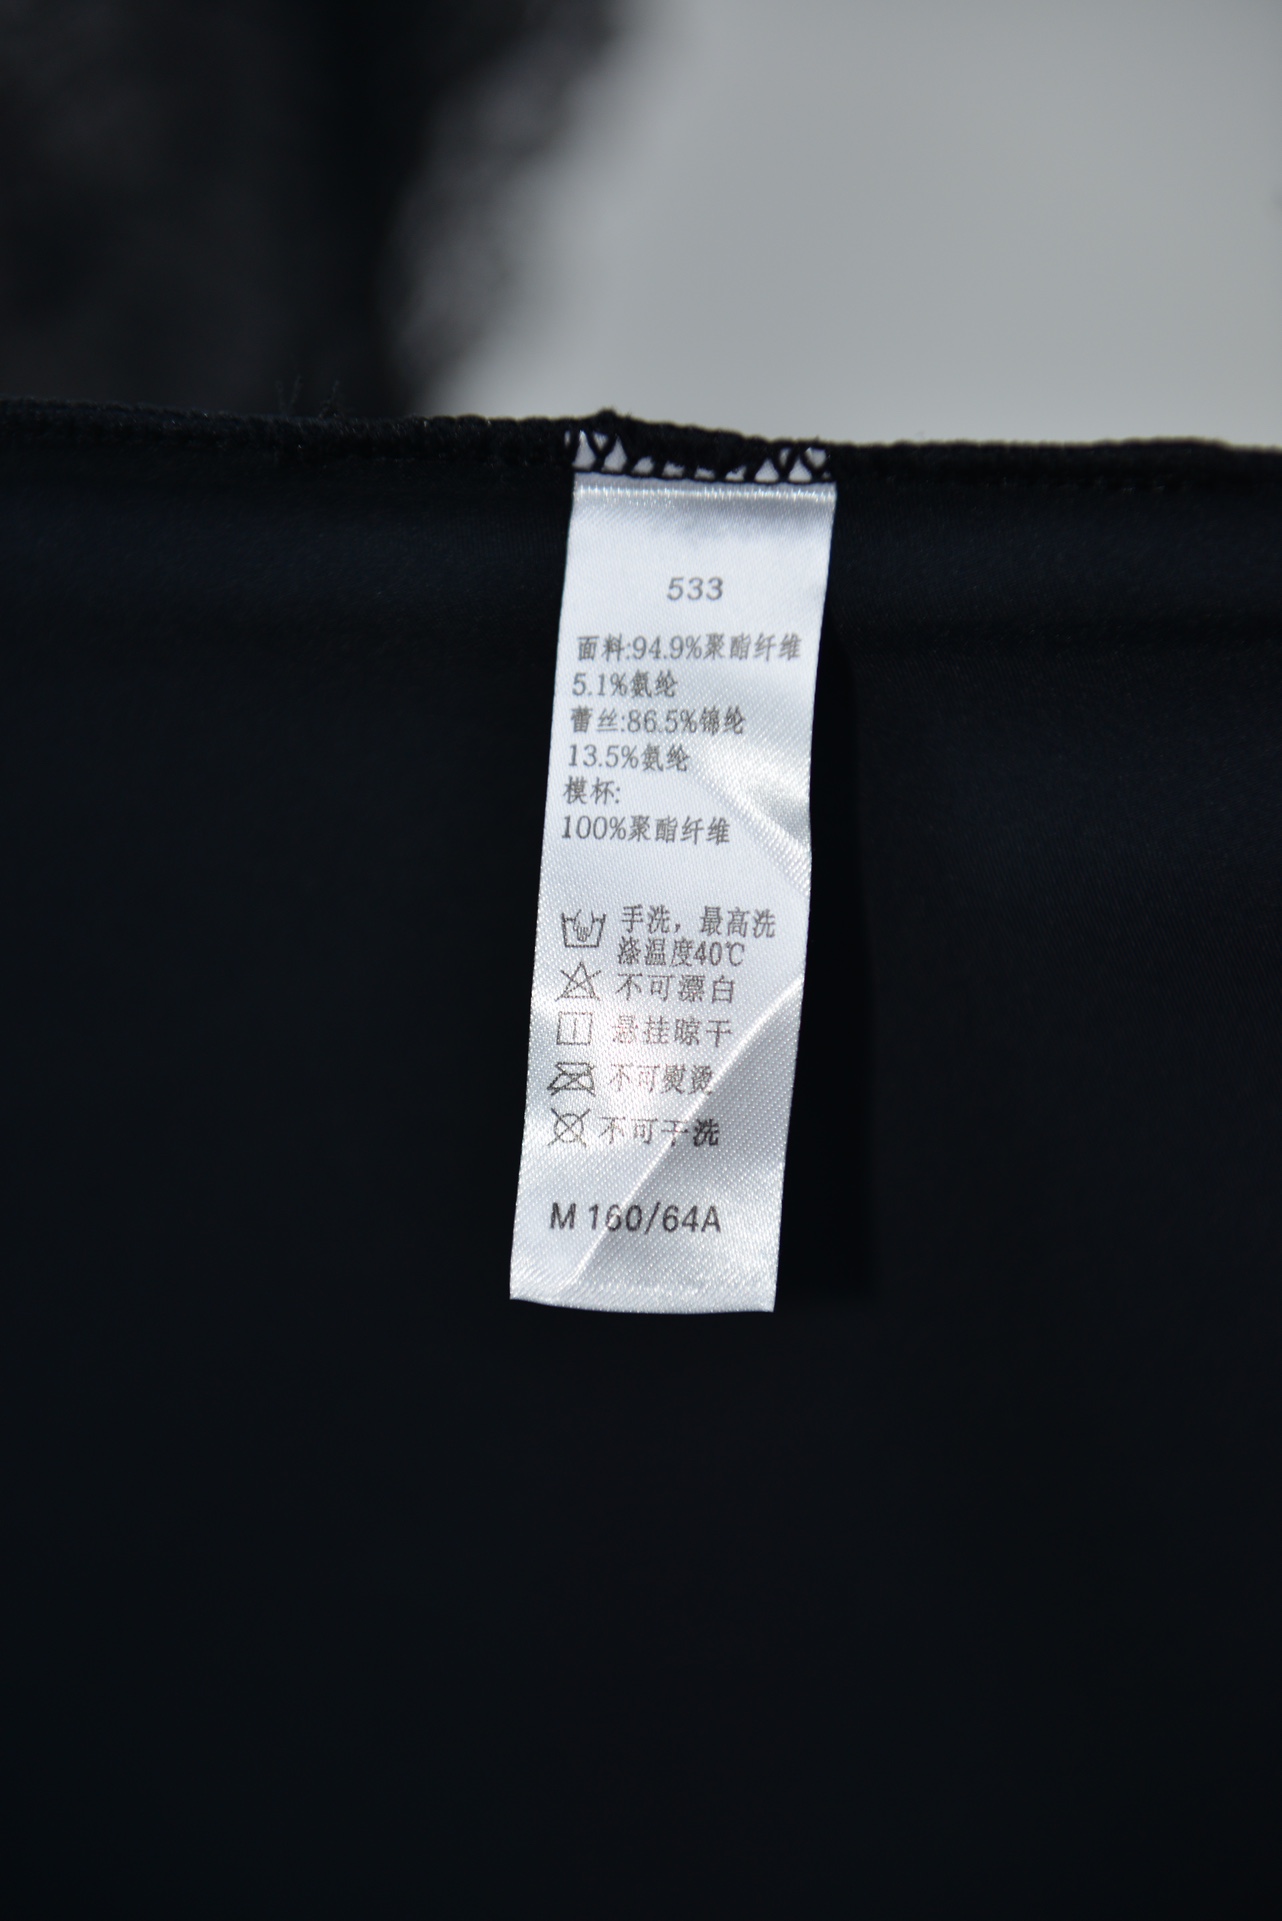 533
面料:94.9%聚酯纤维
5.1%氨纶
蕾丝:86.5%锦纶
13.5%氨纶
模杯:
100%聚酯纤维
手洗，最高洗
涤温度40℃
不可漂白
悬挂晾干
不可熨烫
不可干洗
M 160/64A